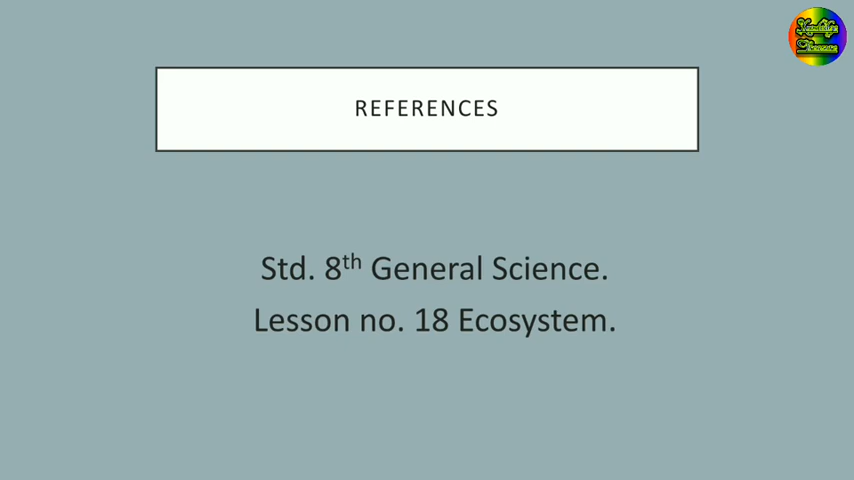 REFERENCES
Std. 8th General Science.
Lesson no. 18 Ecosystem.